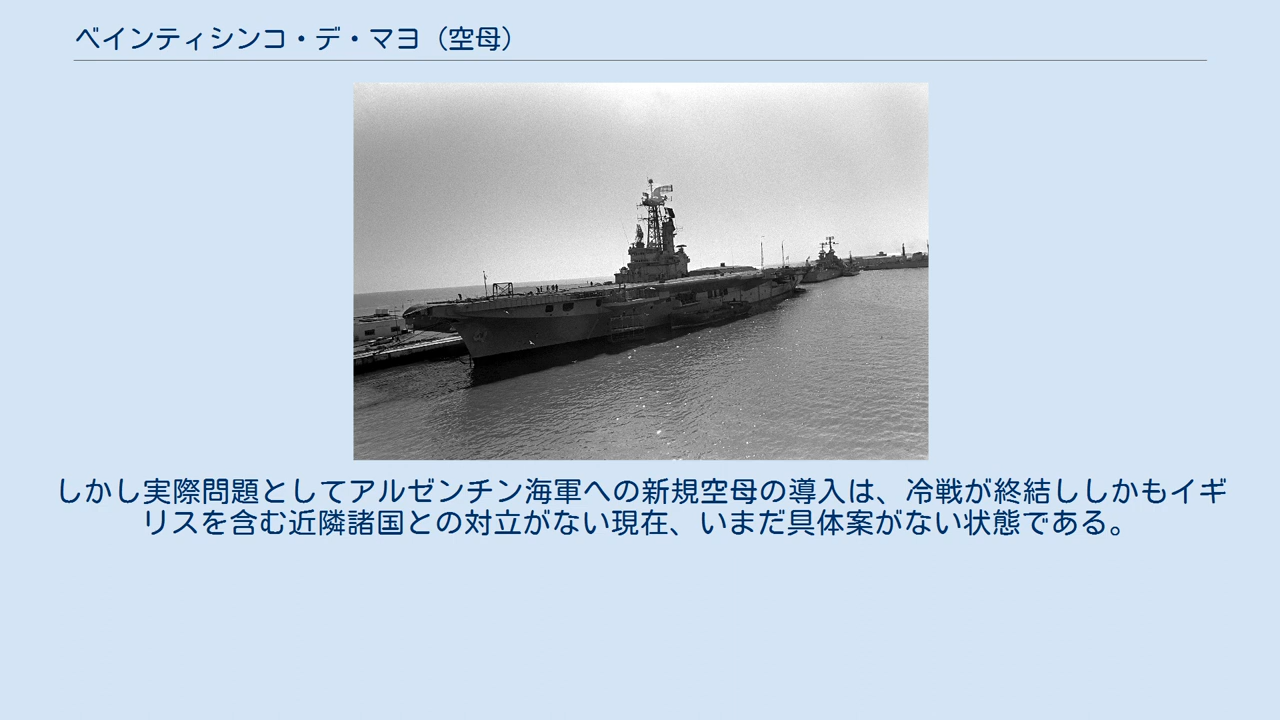 ベインティシンコ・デ・マヨ（空母）
しかし実際問題としてアルゼンチン海軍への新規空母の導入は、冷戦が終結ししかもイギ
リスを含む近隣諸国との対立がない現在、いまだ具体案がない状態である。